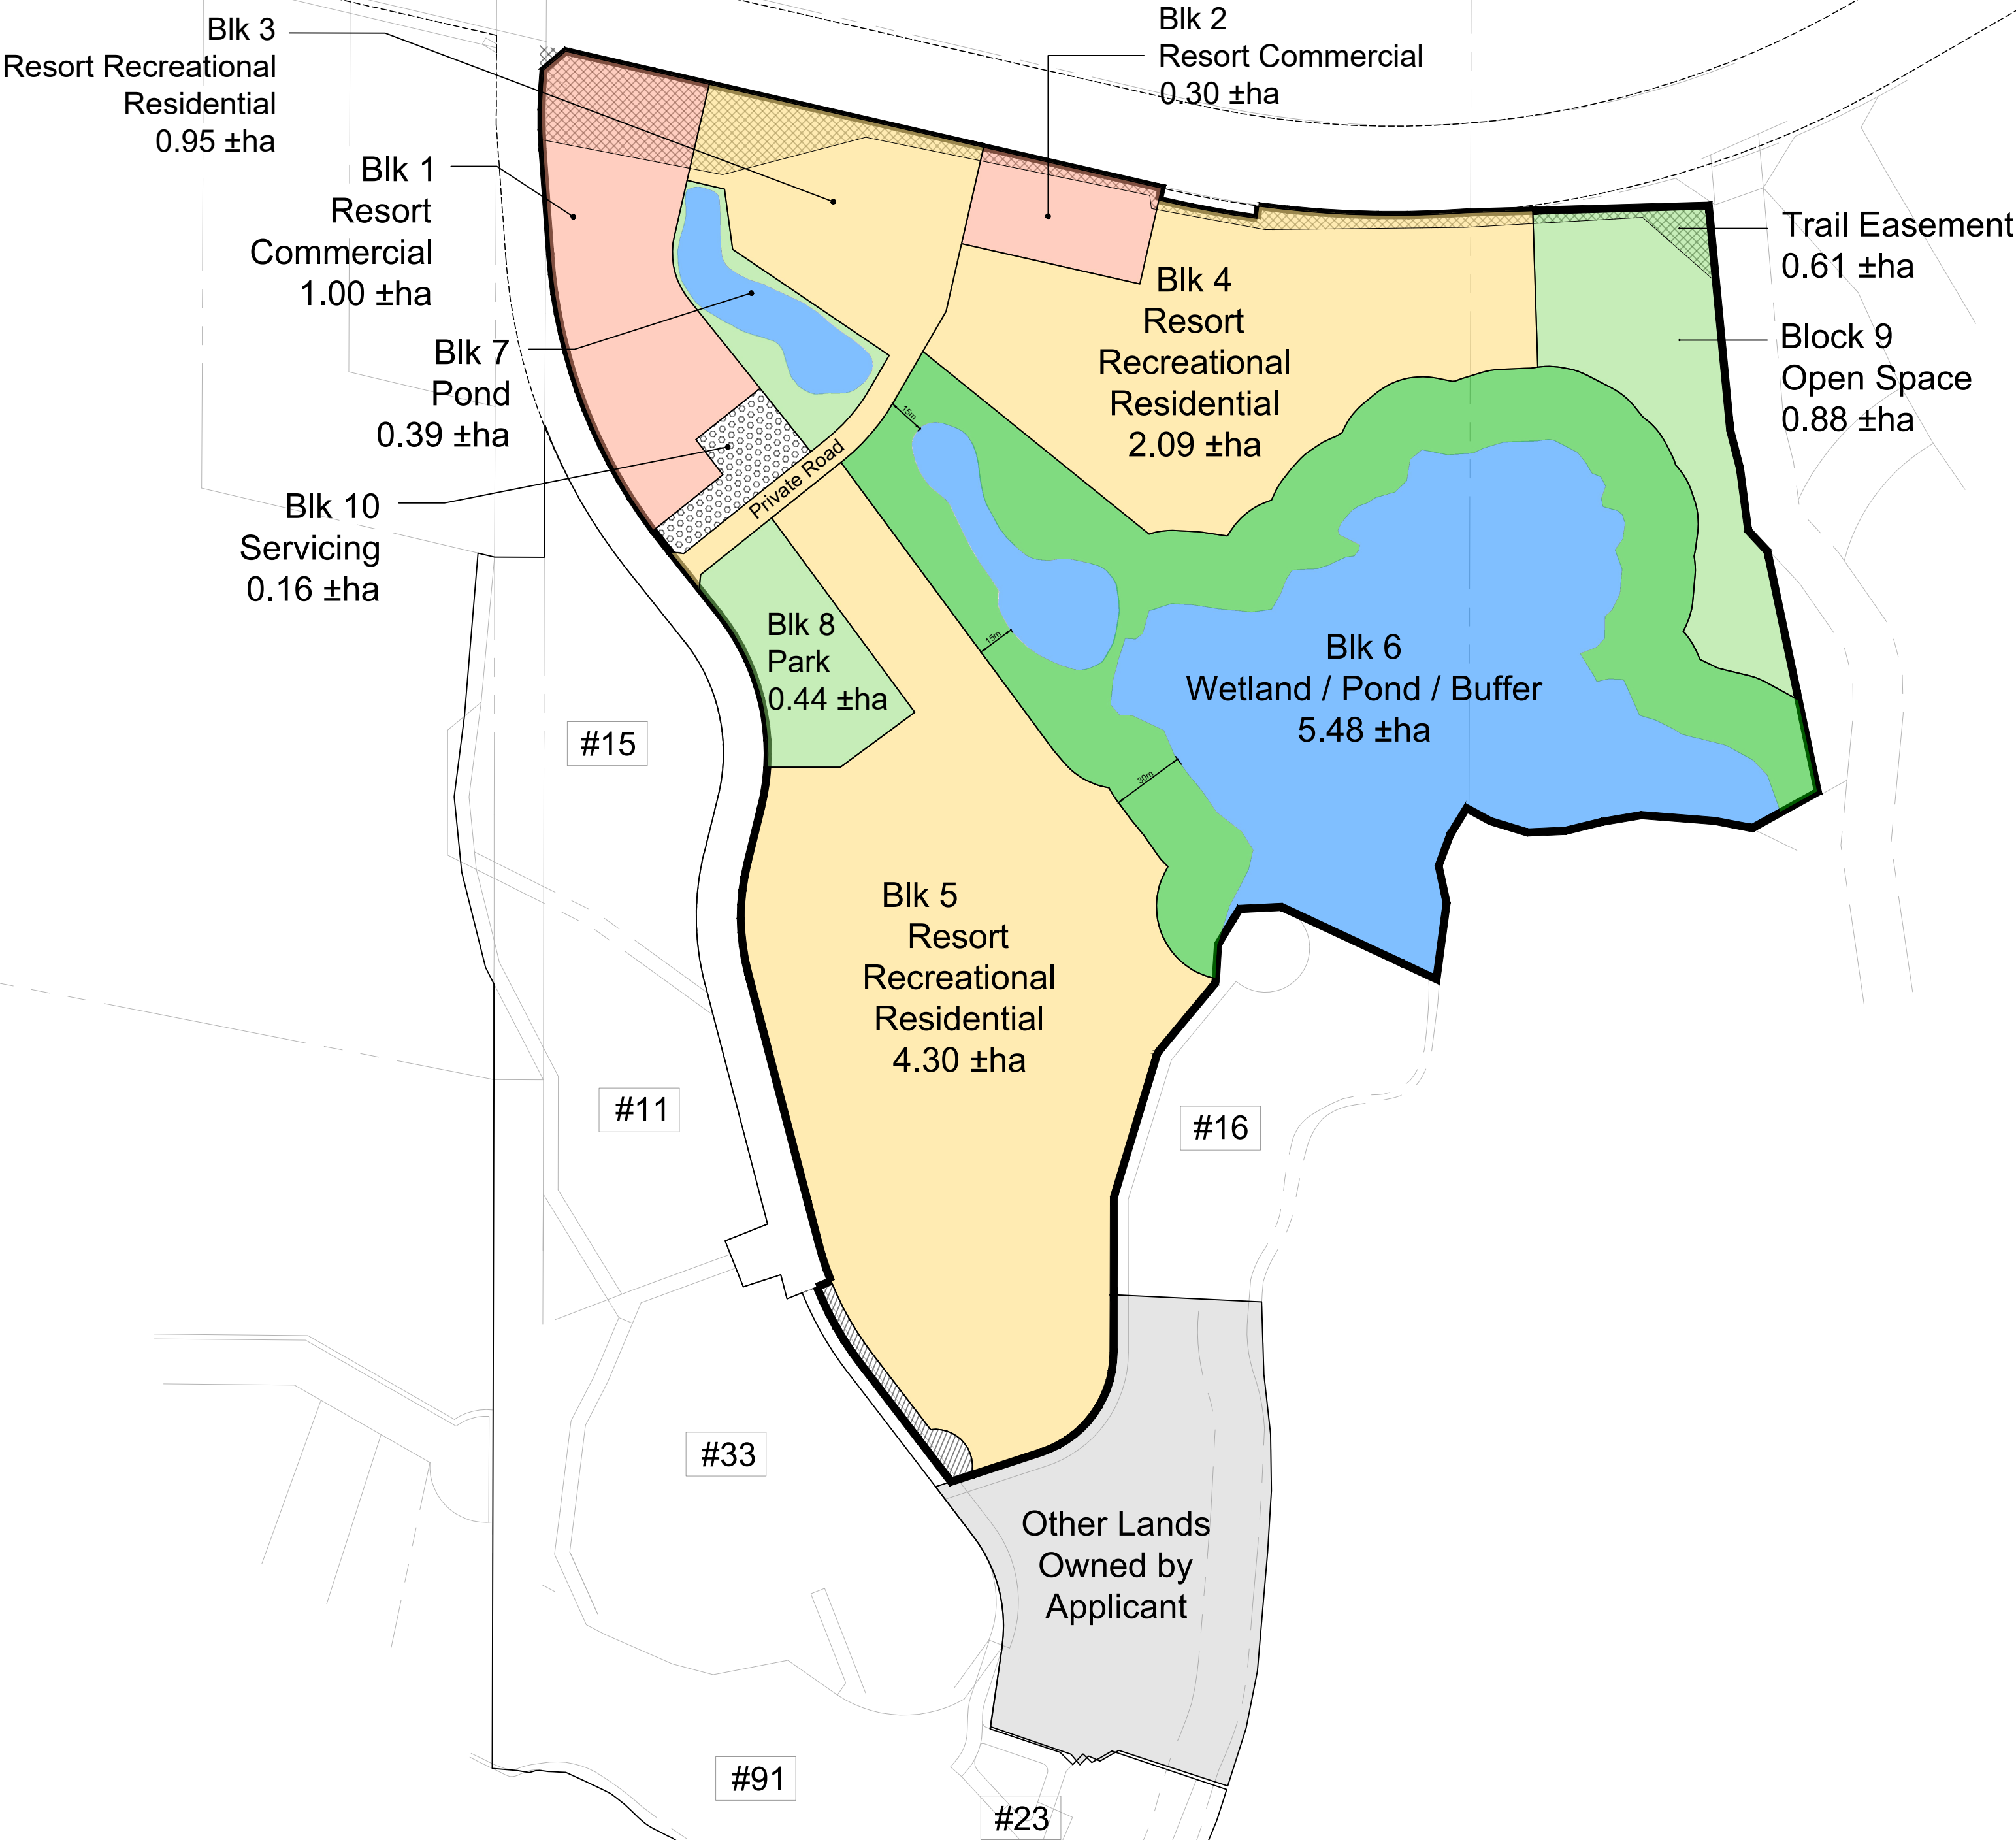 Blk 3
Resort Recreational
Residential
0.95 ±ha
Blk 2
Resort Commercial
0.30 ±ha
Blk 1
Resort
Commercial
1.00 ±ha
Trail Easement
0.61 ±ha
Blk 4
Resort
Recreational
Residential
2.09 ±ha
Block 9
Open Space
0.88 ±ha
Blk 7
Pond
0.39 ±ha
15m
Private Road
Blk 10
Servicing
0.16 ±ha
Blk 8
Park
0.44 ±ha
15m
Blk 6
Wetland / Pond / Buffer
5.48 ±ha
30m
#15
Blk 5
Resort
Recreational
Residential
4.30 ±ha
#11
#16
#33
Other Lands
Owned by
Applicant
#91
#23